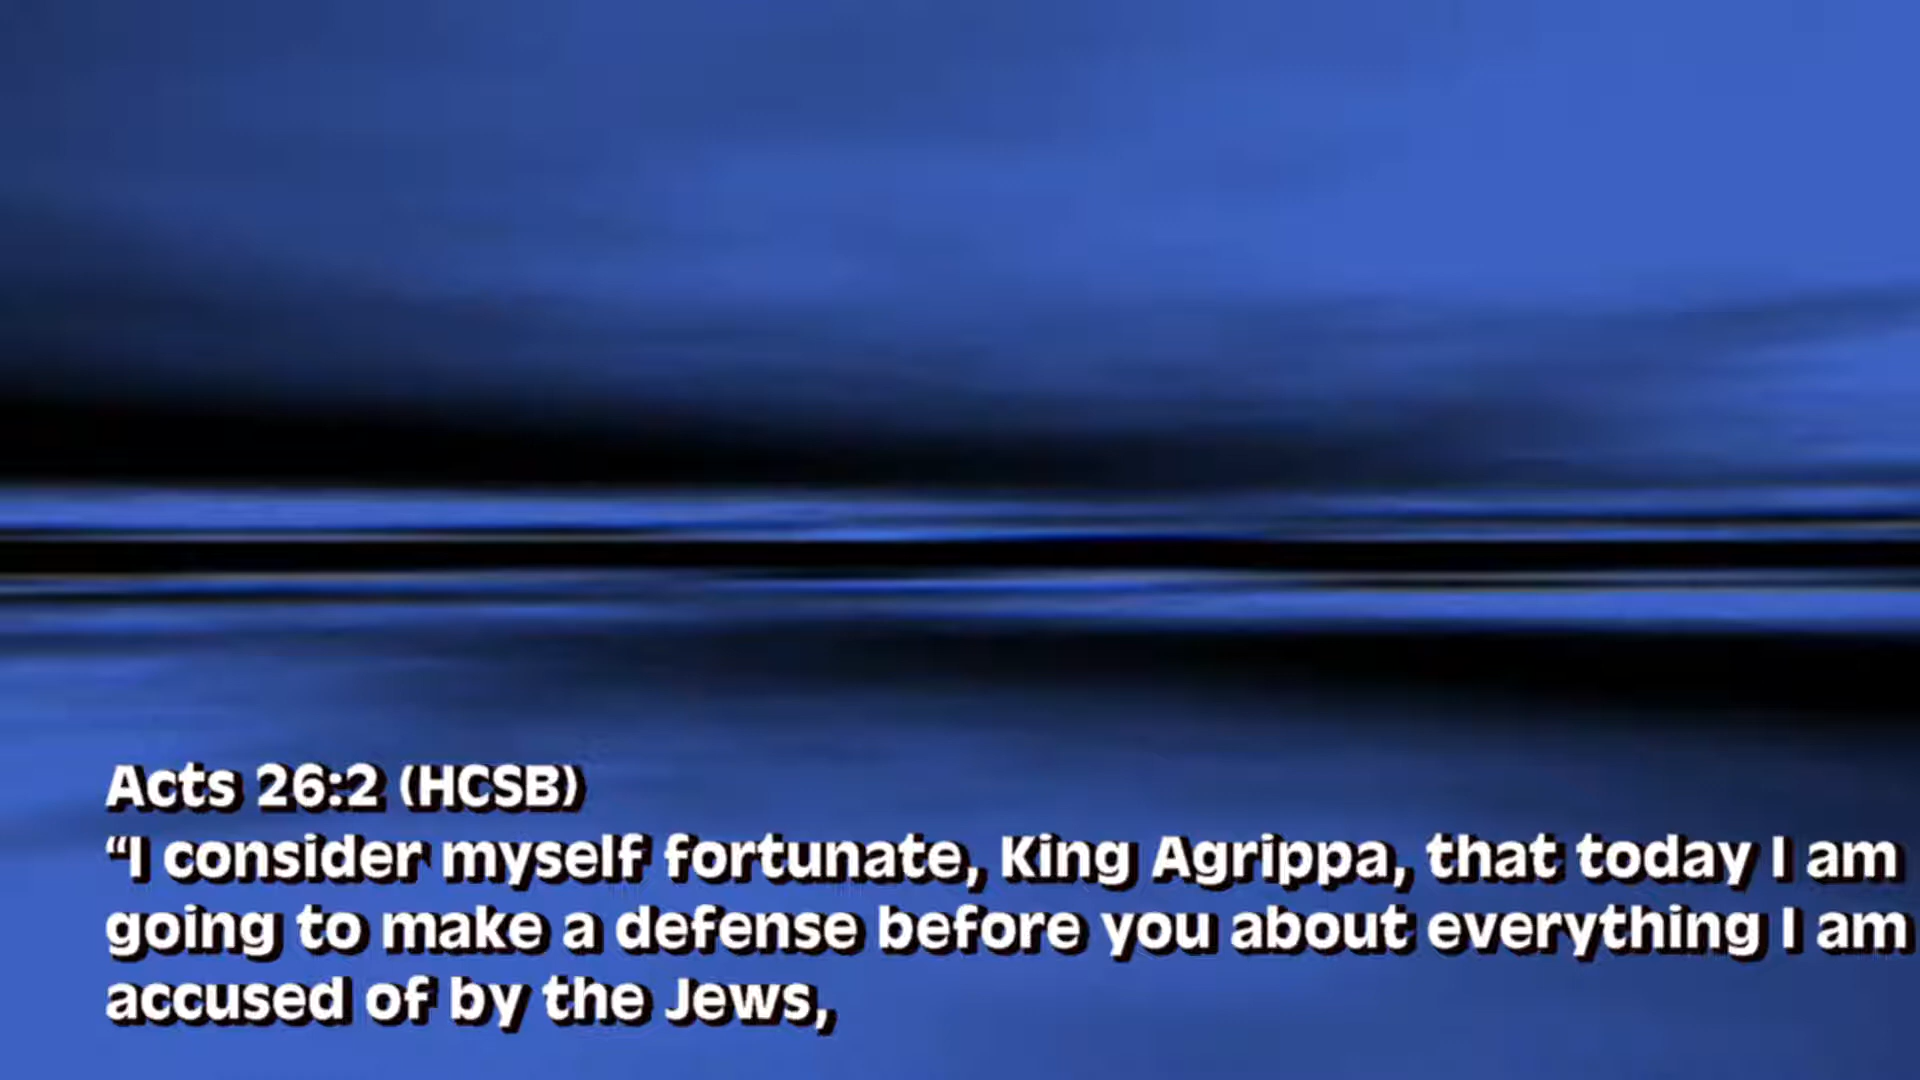 Acts 26:2 (HCSB)
“I consider myself fortunate, King Agrippa, that today I am
going to make a defense before you about everything I am
accused of by the Jews,